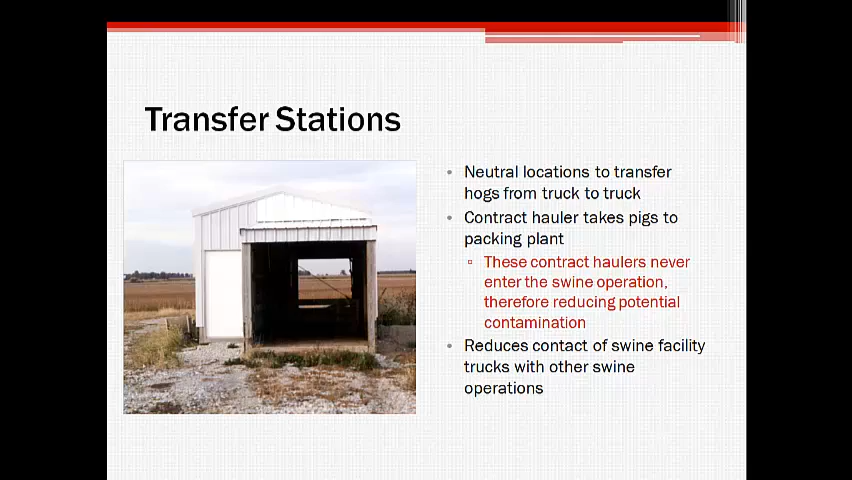 Transfer Stations
• Neutral locations to transfer
hogs from truck to truck
• Contract hauler takes pigs to
packing plant
▫ These contract haulers never
enter the swine operation,
therefore reducing potential
contamination
• Reduces contact of swine facility
trucks with other swine
operations